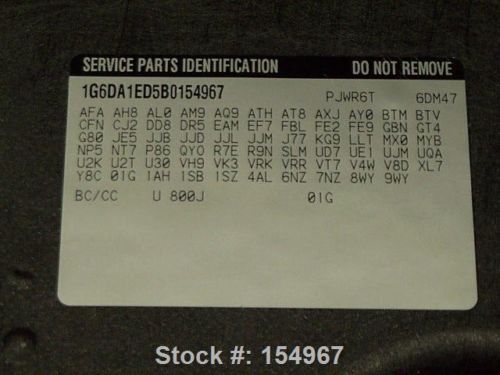 SERVICE PARTS IDENTIFICATION DO NOT REMOVE
1G6DA1ED5B0154967 PJWR6T 6DM47
AFA AH8 AL0 AM9 AQ9 ATH AT8 AXJ AY0 BTM BTV
CFN CJ2 DD8 DR5 EAM EF7 FBL FE2 FE9 GBN GT4
G80 JE5 JJB JJD JJL JJM J77 KG9 LLT MX0 MYB
NP5 NT7 P86 QYO R7E R9N SLM UD7 UE1 UJM UQA
U2K U2T U30 VH9 VK3 VRK VRR VT7 V4W V8D XL7
Y8C 01G 1AH 1SB 1SZ 4AL 6NZ 7NZ 8WY 9WY
BC/CC U 800J 01G
Stock #: 154967